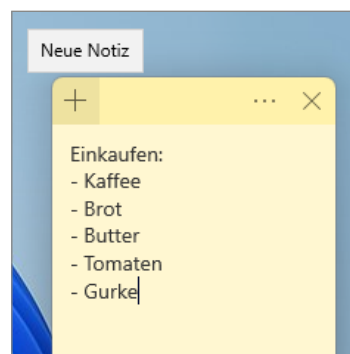 Neue Notiz
Einkaufen:
- Kaffee
- Brot
- Butter
- Tomaten
- Gurke